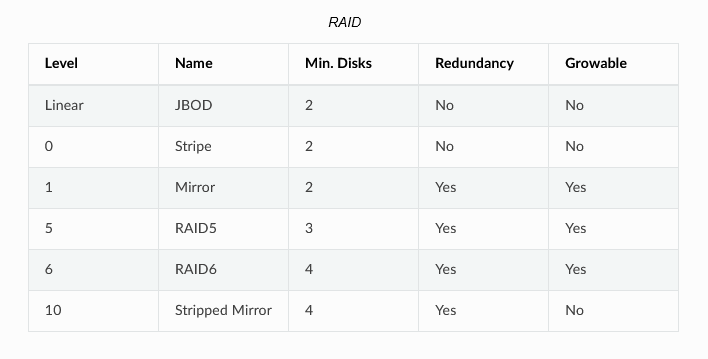 RAID
Level Name Min. Disks Redundancy Growable
Linear JBOD 2 No No
0 Stripe 2 No No
1 Mirror 2 Yes Yes
5 RAID5 3 Yes Yes
6 RAID6 4 Yes Yes
10 Stripped Mirror 4 Yes No